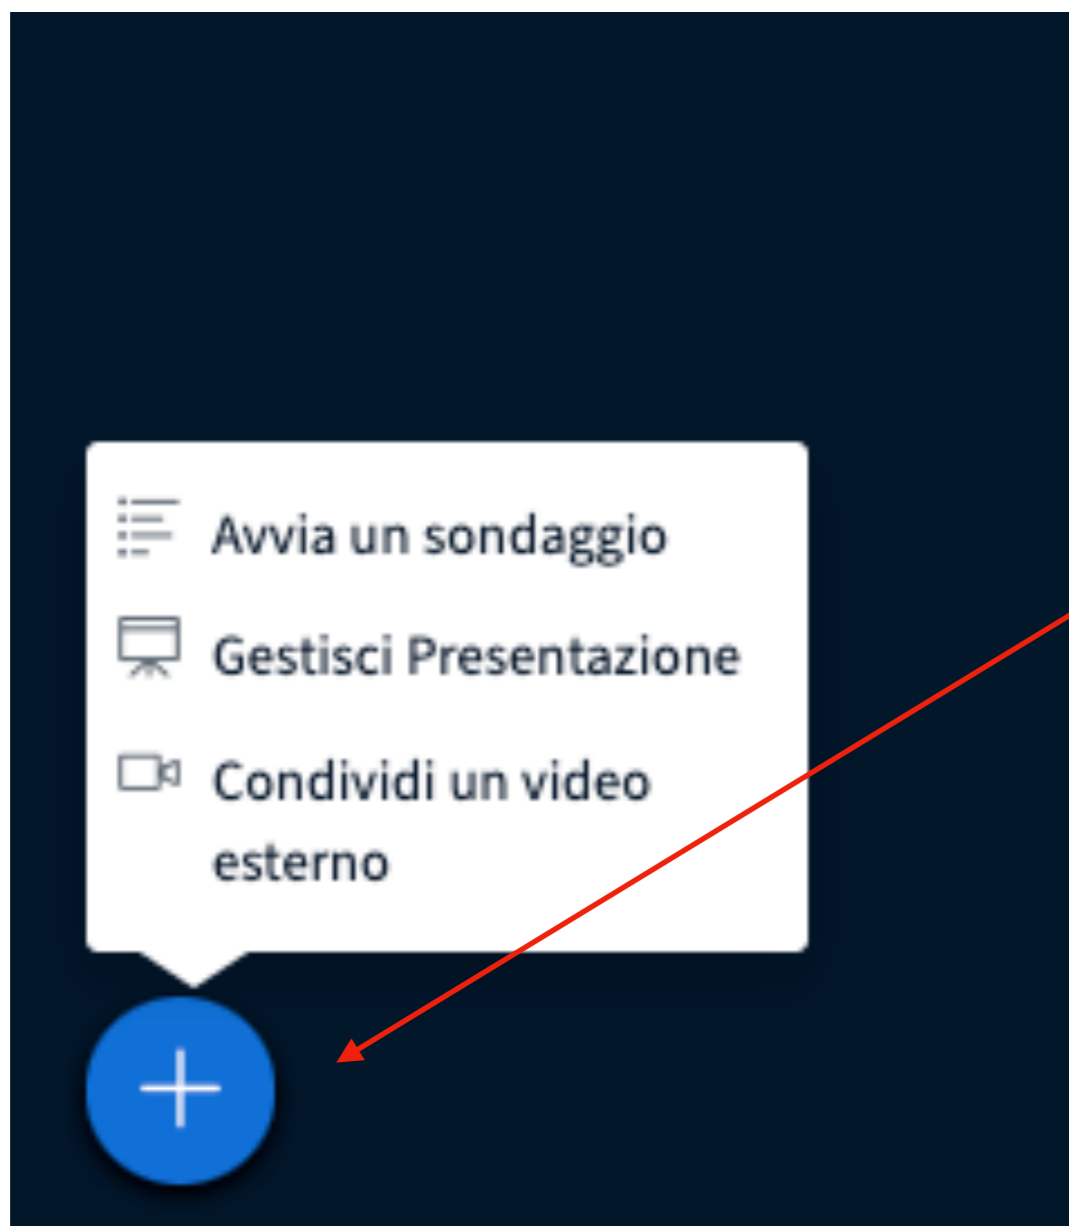 Avvia un sondaggio
Gestisci Presentazione
Condividi un video
esterno